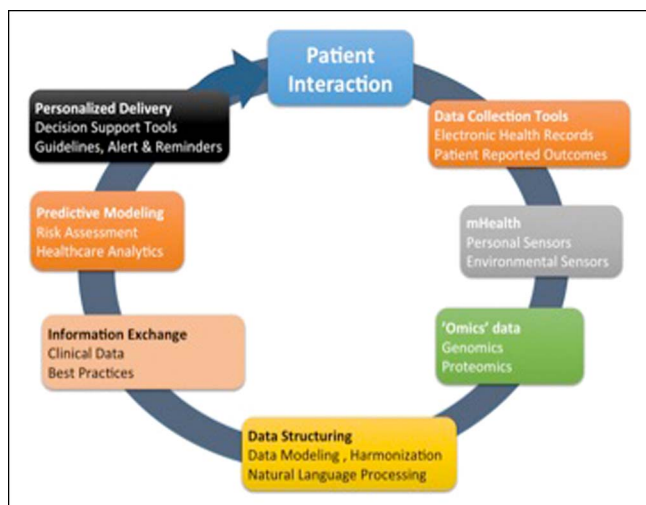 Patient
Interaction
Data Collection Tools
Electronic Health Records
Patient Reported Outcomes
mHealth
Personal Sensors
Environmental Sensors
'Omics' data
Genomics
Proteomics
Data Structuring
Data Modeling , Harmonization
Natural Language Processing
Information Exchange
Clinical Data
Best Practices
Predictive Modeling
Risk Assessment
Healthcare Analytics
Personalized Delivery
Decision Support Tools
Guidelines, Alert & Reminders